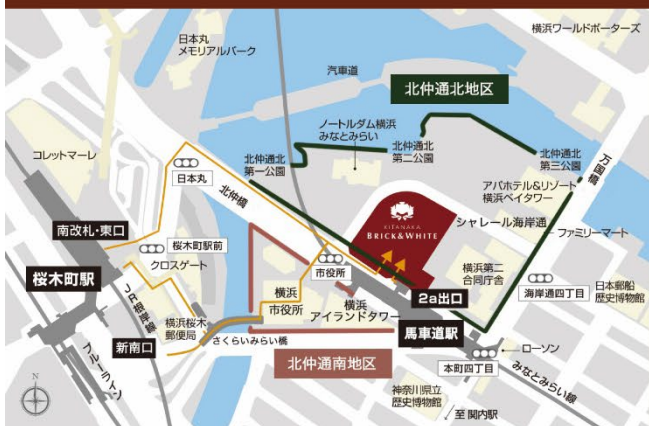 横浜ワールドポーターズ
日本丸
メモリアルパーク
汽車道
北仲通北地区
ノートルダム横浜
みなとみらい
北仲通北
第二公園
北仲通北
第一公園
北仲通北
第三公園
万国橋
コレットマーレ
日本丸
北仲橋
アパホテル&リゾート
横浜ベイタワー
シャレール海岸通
ファミリーマート
南改札・東口
桜木町駅前
クロスゲート
KITANAKA
BRICK&WHITE
市役所
横浜第二
合同庁舎
海岸通四丁目
日本郵船
歴史博物館
桜木町駅
JR根岸線
横浜
市役所
2a出口
横浜
アイランドタワー
馬車道駅
横浜桜木
郵便局
さくらみらい橋
新南口
ブルーライン
北仲通南地区
ローソン
本町四丁目
みなとみらい線
神奈川県立
歴史博物館
至 関内駅
N